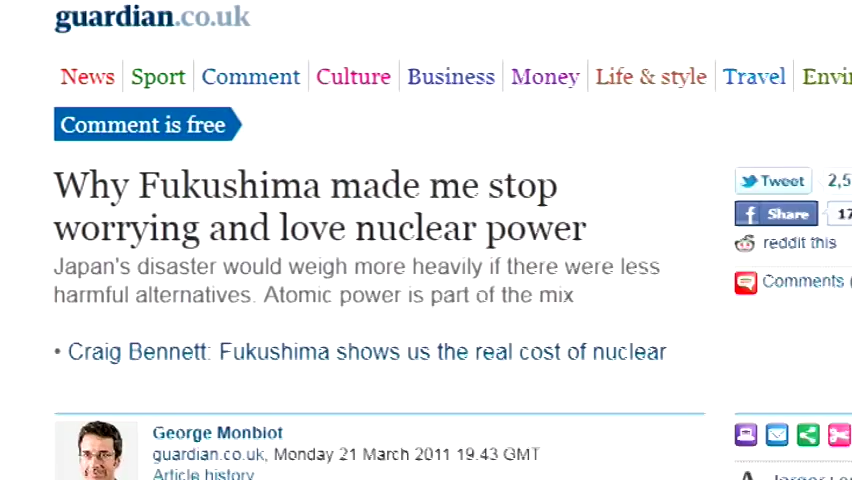 guardian.co.uk
News Sport Comment Culture Business Money Life & style Travel
Comment is free
Why Fukushima made me stop
worrying and love nuclear power
Japan's disaster would weigh more heavily if there were less
harmful alternatives. Atomic power is part of the mix
• Craig Bennett: Fukushima shows us the real cost of nuclear
Tweet 2,5
Share 17
reddit this
Comments (
George Monbiot
guardian.co.uk, Monday 21 March 2011 19.43 GMT
Article history